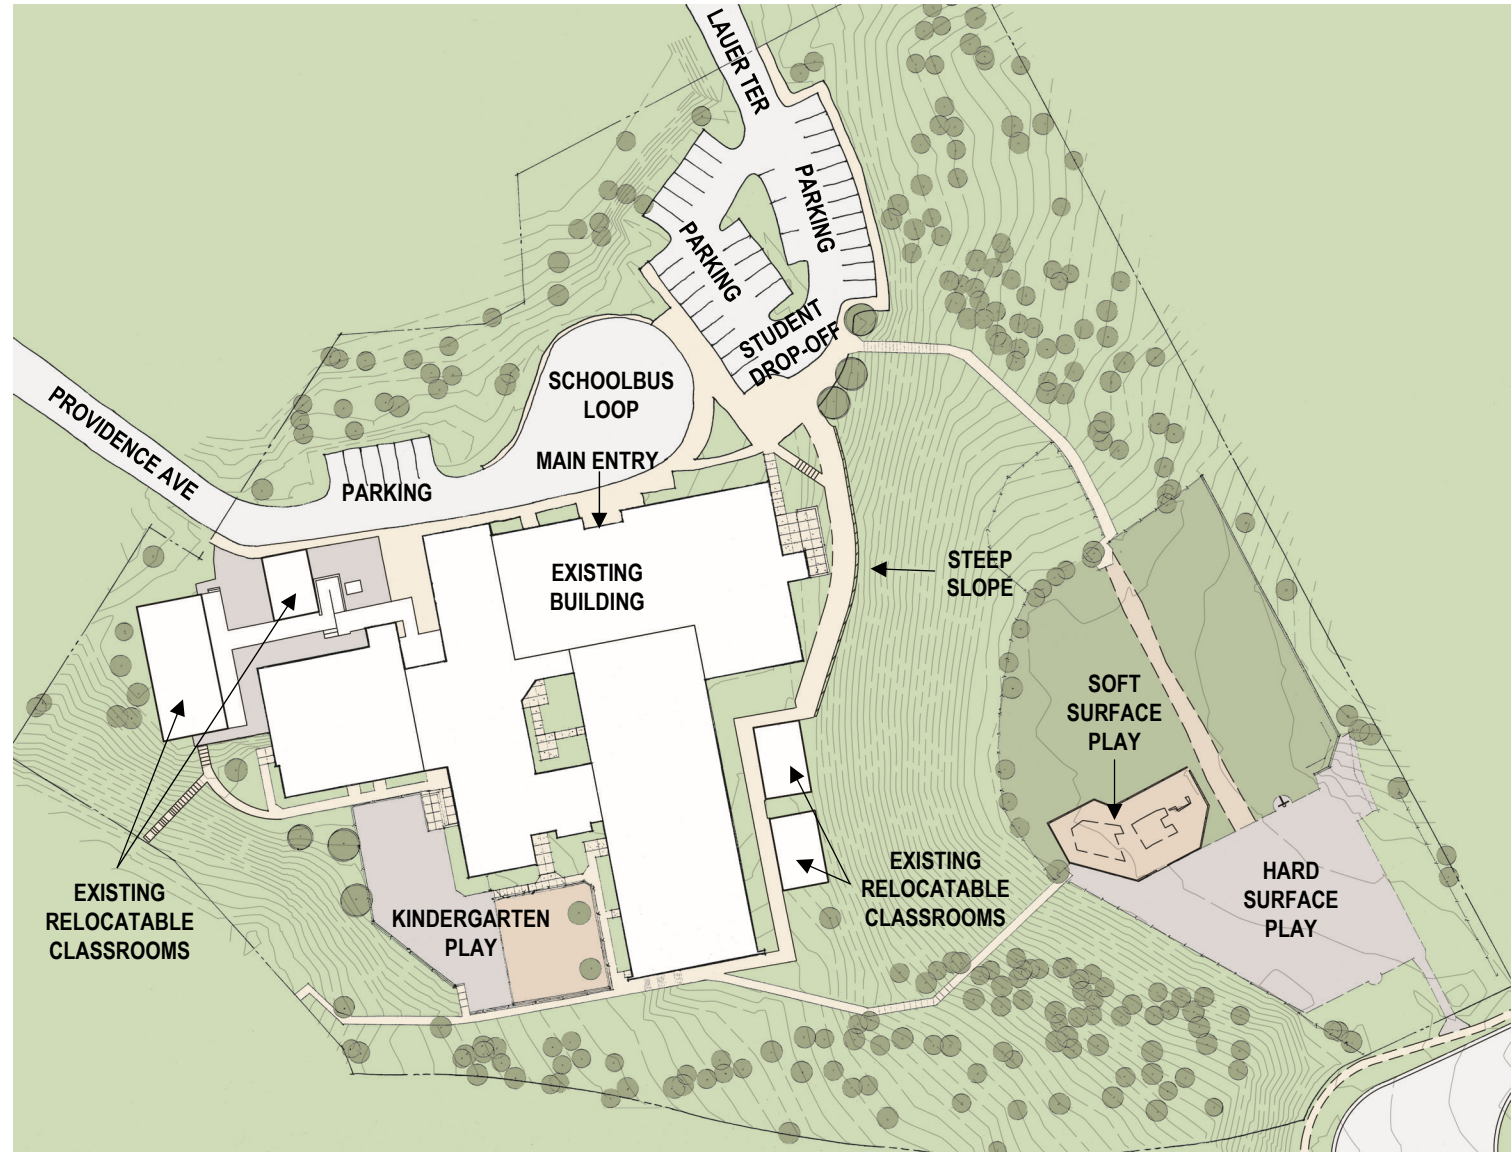 LAUER TER
PARKING
PARKING
STUDENT
DROP-OFF
SCHOOLBUS
LOOP
PROVIDENCE AVE
MAIN ENTRY
PARKING
EXISTING
BUILDING
STEEP
SLOPE
SOFT
SURFACE
PLAY
EXISTING
RELOCATABLE
CLASSROOMS
KINDERGARTEN
PLAY
EXISTING
RELOCATABLE
CLASSROOMS
HARD
SURFACE
PLAY